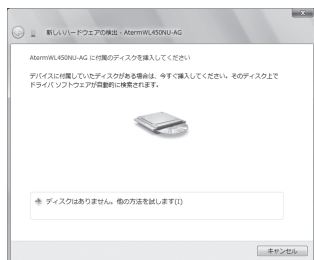 新しいハードウェアの検出 - AtermWL450NU-AG
AtermWL450NU-AG に付属のディスクを挿入してください
デバイスに付属していたディスクがある場合は、今すぐ挿入してください。そのディスク上で
ドライバ ソフトウェアが自動的に検索されます。
ディスクはありません。他の方法を試します(I)
キャンセル